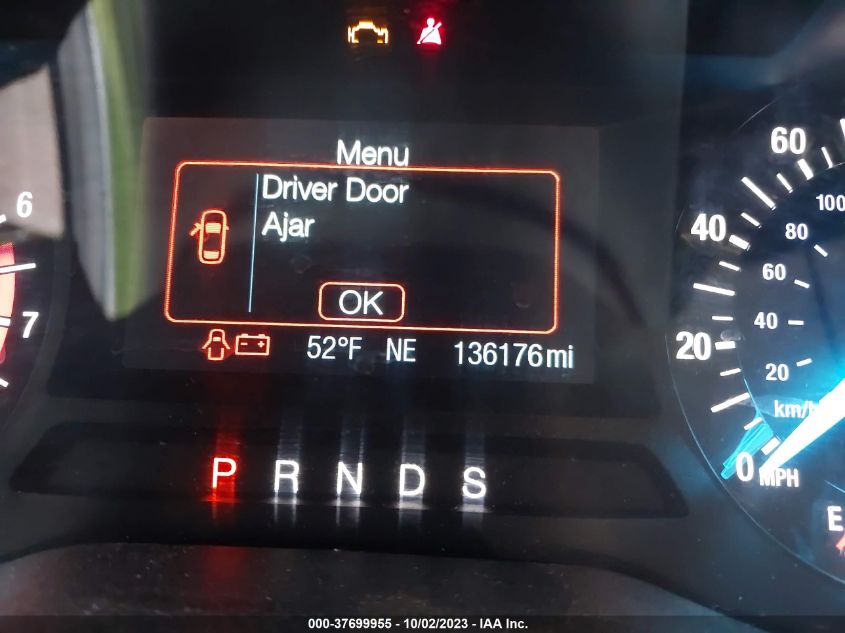 Menu
Driver Door
Ajar
OK
52°F NE 136176mi
P R N D S
6
7
60
40
20
0 MPH
100
80
60
40
20
km/h
E
000-37699955 - 10/02/2023 - IAA Inc.